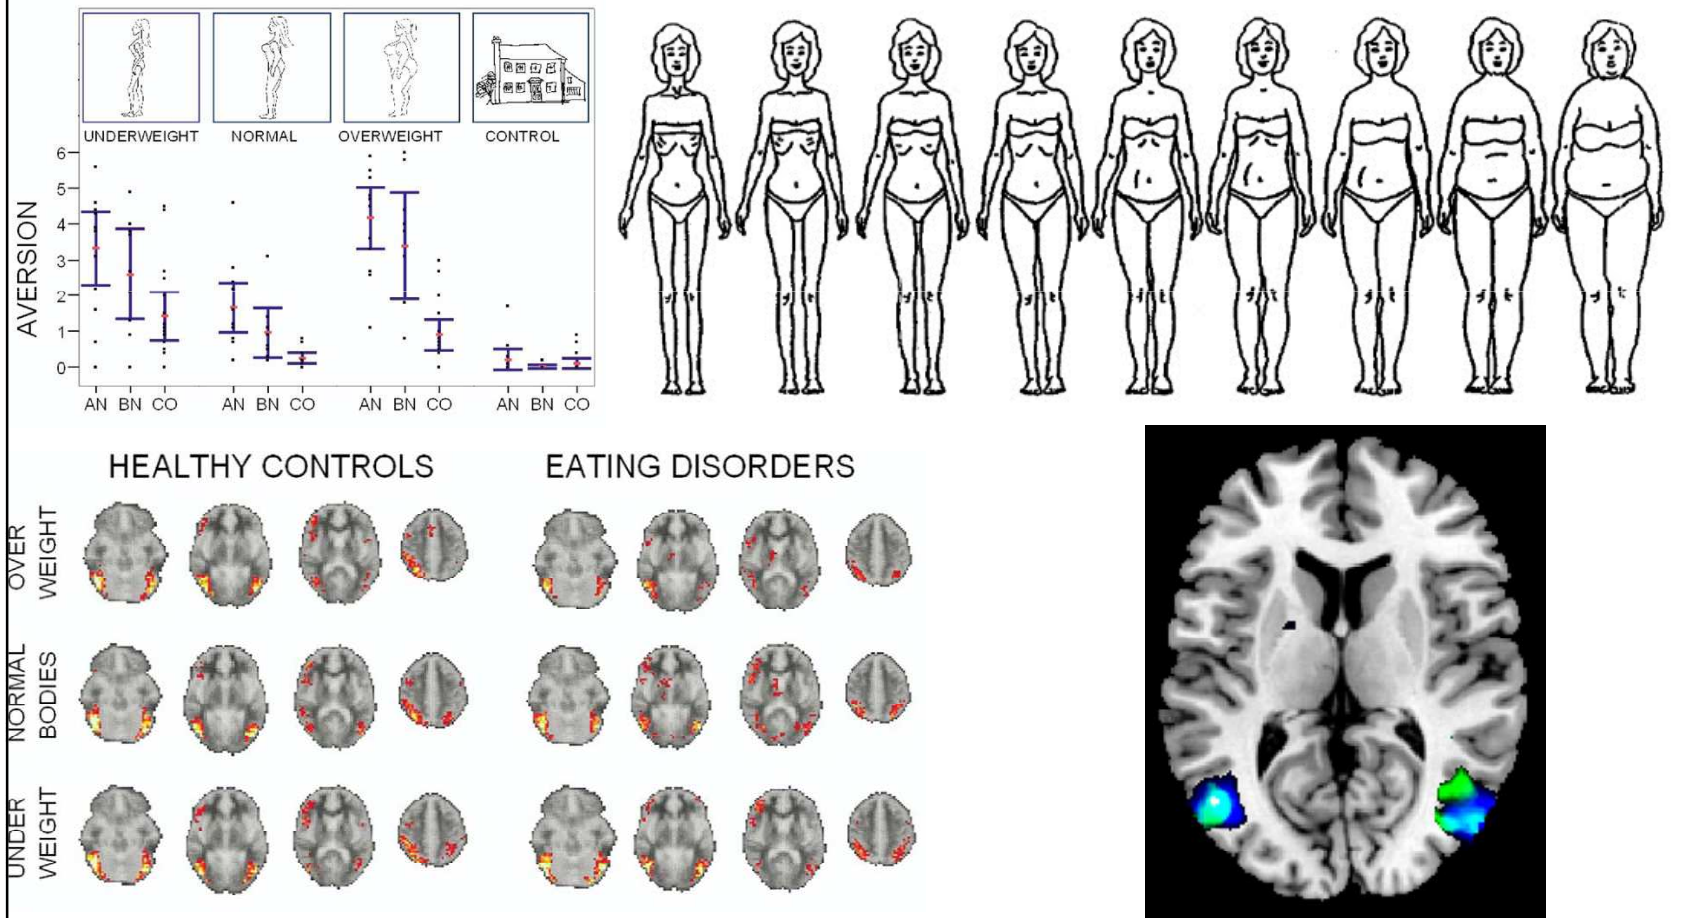 UNDERWEIGHT NORMAL OVERWEIGHT CONTROL
AVERSION
6
5
4
3
2
1
0
AN BN CO AN BN CO AN BN CO AN BN CO
HEALTHY CONTROLS EATING DISORDERS
OVER
WEIGHT
NORMAL
BODIES
UNDER
WEIGHT